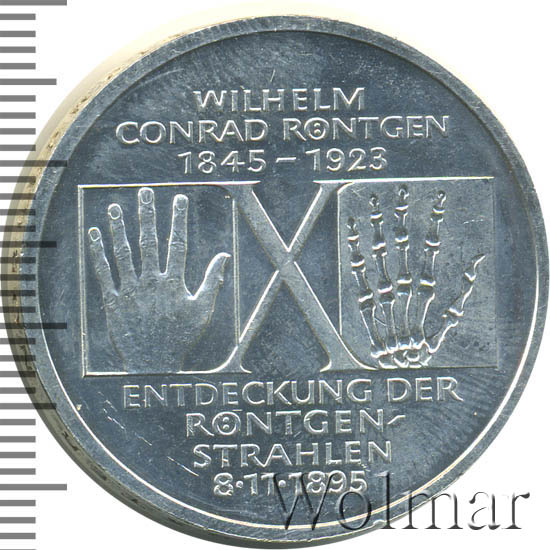 WILHELM
CONRAD RÖNTGEN
1845 – 1923
X
ENTDECKUNG DER
RÖNTGEN-
STRAHLEN
8·11·1895
Wolmar